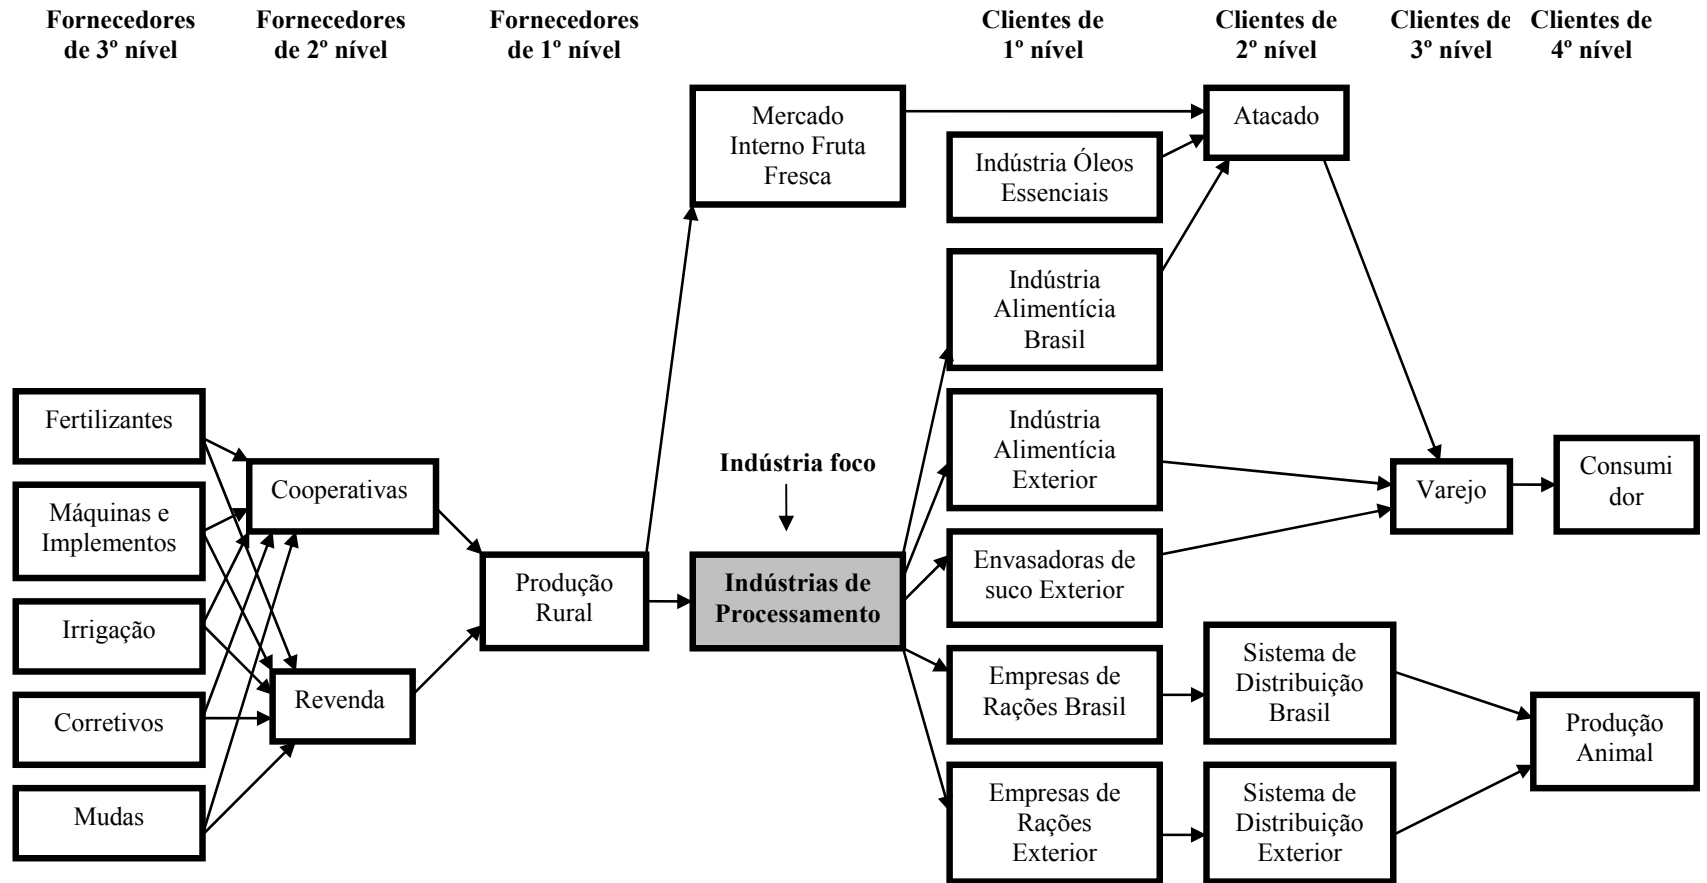 Fornecedores
de 3º nível
Fornecedores
de 2º nível
Fornecedores
de 1º nível
Clientes de
1º nível
Clientes de
2º nível
Clientes de
3º nível
Clientes de
4º nível
Mercado
Interno Fruta
Fresca
Atacado
Indústria Óleos
Essenciais
Indústria
Alimentícia
Brasil
Fertilizantes
Máquinas e
Implementos
Irrigação
Corretivos
Mudas
Cooperativas
Revenda
Produção
Rural
Indústria foco
Indústrias de
Processamento
Indústria
Alimentícia
Exterior
Envasadoras de
suco Exterior
Empresas de
Rações Brasil
Empresas de
Rações
Exterior
Sistema de
Distribuição
Brasil
Sistema de
Distribuição
Exterior
Varejo
Consumi
dor
Produção
Animal